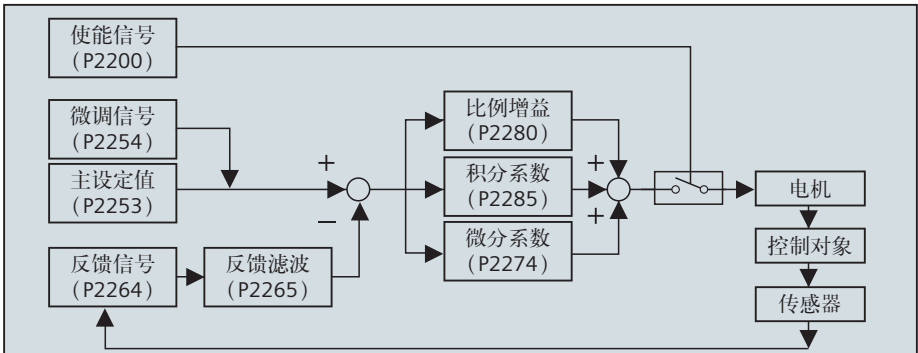 使能信号
(P2200)
微调信号
(P2254)
主设定值
(P2253)
反馈信号
(P2264)
反馈滤波
(P2265)
+
−
比例增益
(P2280)
积分系数
(P2285)
微分系数
(P2274)
+
+
电机
控制对象
传感器